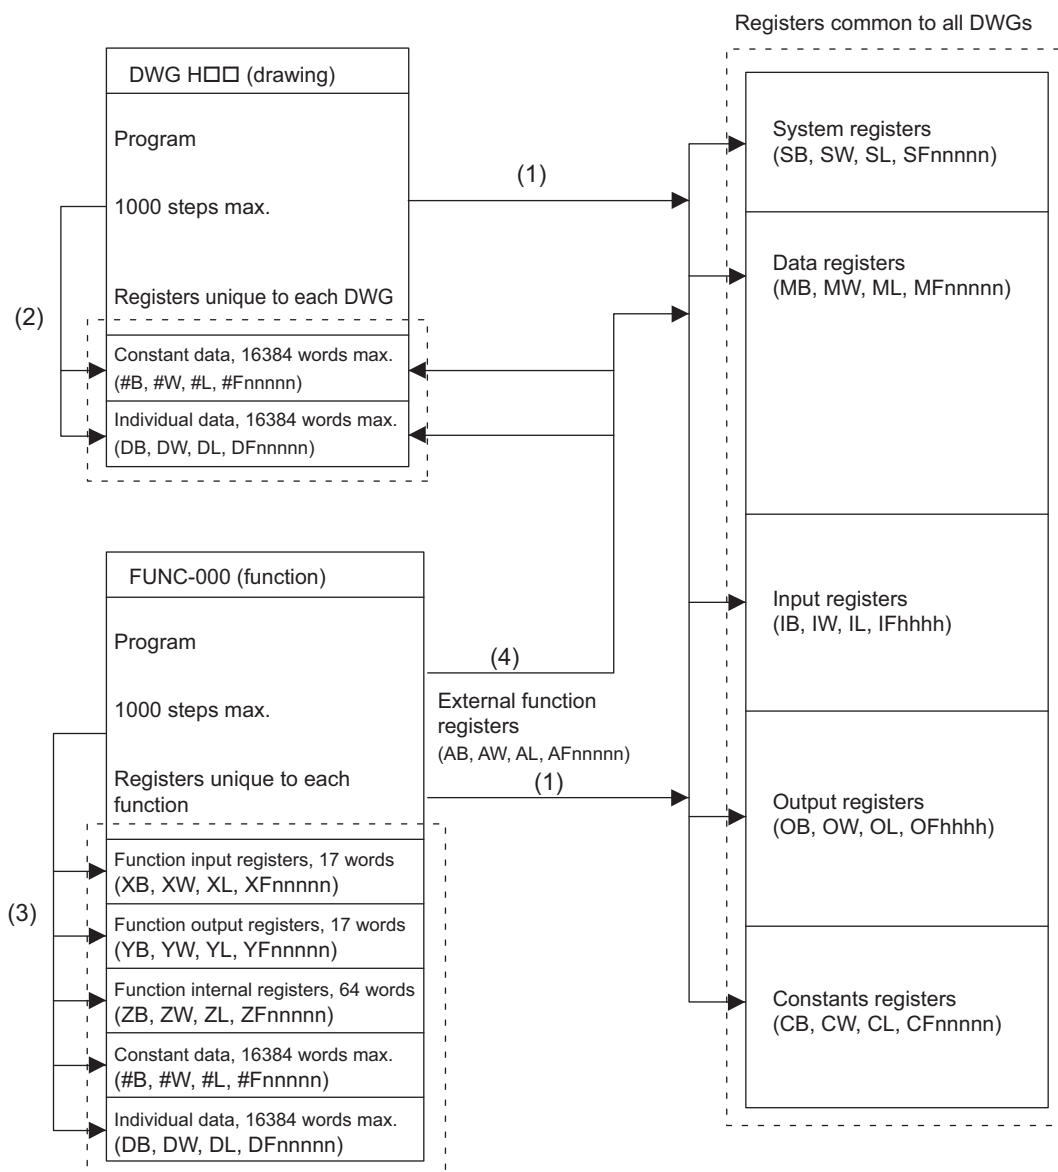 Registers common to all DWGs
DWG H□□ (drawing)
Program
1000 steps max.
Registers unique to each DWG
Constant data, 16384 words max.
(#B, #W, #L, #Fnnnnn)
Individual data, 16384 words max.
(DB, DW, DL, DFnnnnn)
(1)
(2)
System registers
(SB, SW, SL, SFnnnnn)
Data registers
(MB, MW, ML, MFnnnnn)
Input registers
(IB, IW, IL, IFhhhh)
Output registers
(OB, OW, OL, OFhhhh)
Constants registers
(CB, CW, CL, CFnnnnn)
FUNC-000 (function)
Program
1000 steps max.
Registers unique to each
function
(4)
External function
registers
(AB, AW, AL, AFnnnnn)
(1)
(3)
Function input registers, 17 words
(XB, XW, XL, XFnnnnn)
Function output registers, 17 words
(YB, YW, YL, YFnnnnn)
Function internal registers, 64 words
(ZB, ZW, ZL, ZFnnnnn)
Constant data, 16384 words max.
(#B, #W, #L, #Fnnnnn)
Individual data, 16384 words max.
(DB, DW, DL, DFnnnnn)